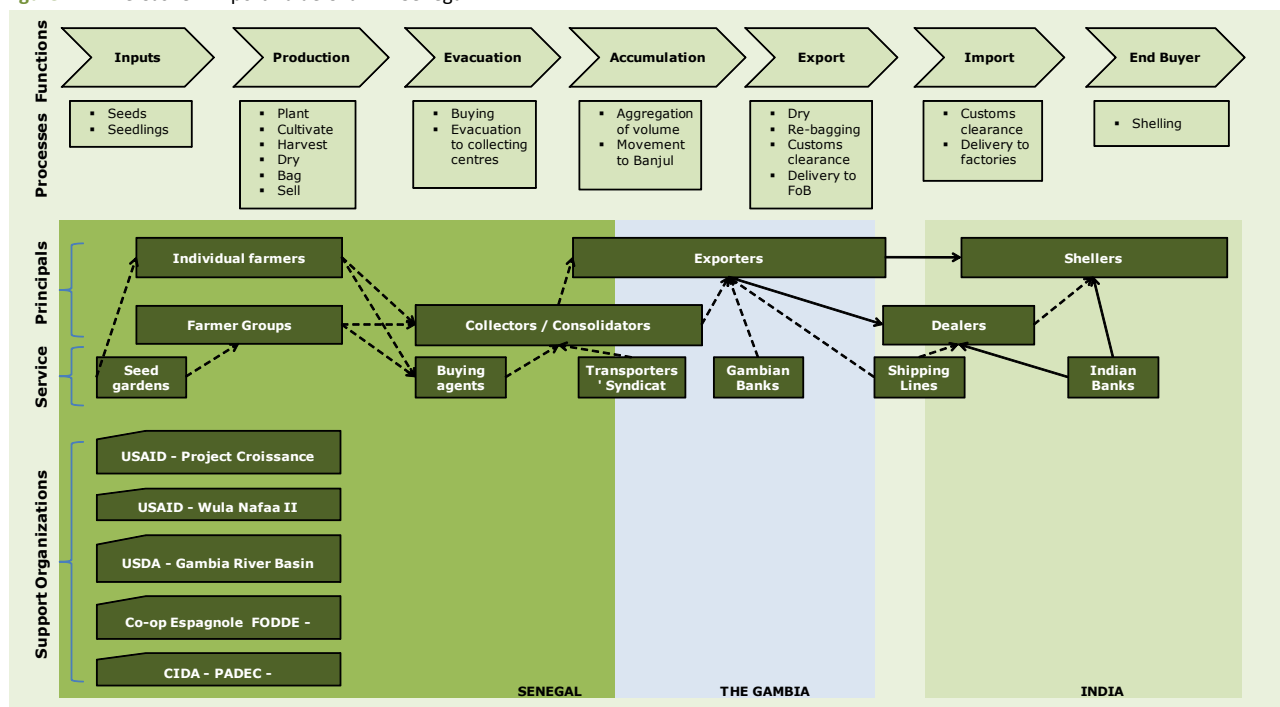 Functions
Inputs
Production
Evacuation
Accumulation
Export
Import
End Buyer
Processes
▪ Seeds
▪ Seedlings
▪ Plant
▪ Cultivate
▪ Harvest
▪ Dry
▪ Bag
▪ Sell
▪ Buying
▪ Evacuation
to collecting
centres
▪ Aggregation
of volume
▪ Movement
to Banjul
▪ Dry
▪ Re-bagging
▪ Customs
clearance
▪ Delivery to
FoB
▪ Customs
clearance
▪ Delivery to
factories
▪ Shelling
Principals
Individual farmers
Exporters
Shellers
Farmer Groups
Collectors / Consolidators
Dealers
Service
Seed
gardens
Buying
agents
Transporters
' Syndicat
Gambian
Banks
Shipping
Lines
Indian
Banks
Support Organizations
USAID - Project Croissance
USAID - Wula Nafaa II
USDA - Gambia River Basin
Co-op Espagnole  FODDE -
CIDA - PADEC -
SENEGAL
THE GAMBIA
INDIA